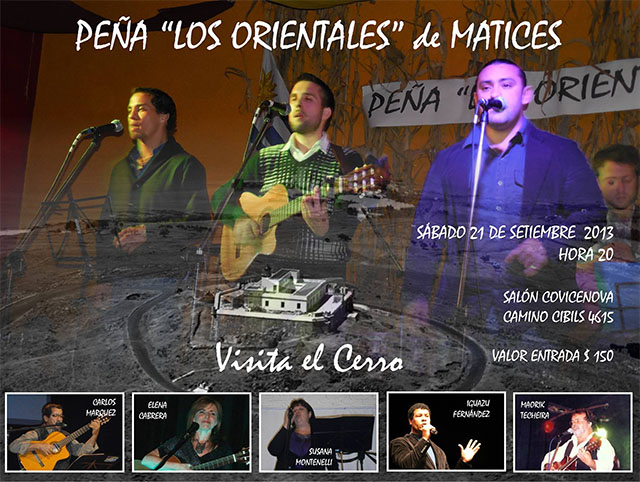 PEÑA "LOS ORIENTALES" de MATICES
PEÑA
ORIEN
SÁBADO 21 DE SETIEMBRE 2013
HORA 20
SALÓN COVICENOVA
CAMINO CIBILS 4615
VALOR ENTRADA $ 150
Visita el Cerro
CARLOS
MARQUEZ
ELENA
CABRERA
SUSANA
MONTENELLI
IGUAZU
FERNÁNDEZ
MAORIK
TECHEIRA